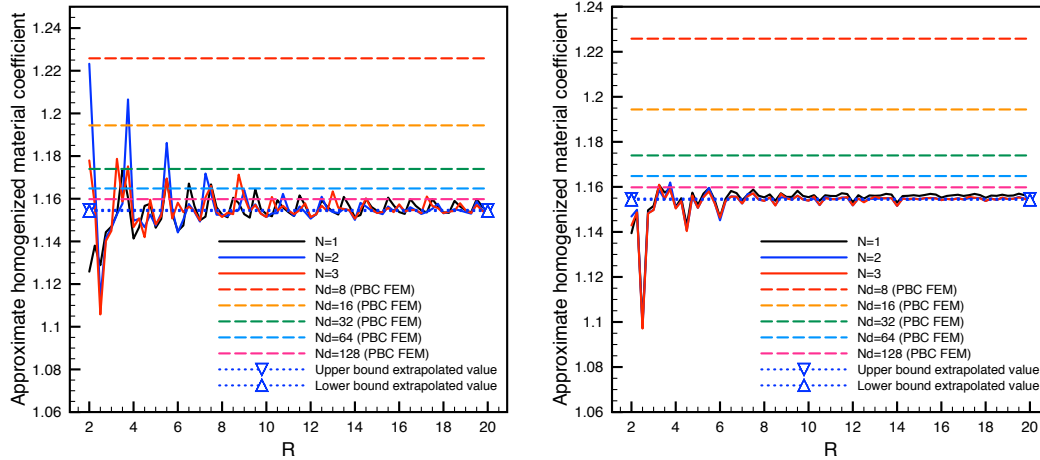 Approximate homogenized material coefficient
1.24
1.22
1.2
1.18
1.16
1.14
1.12
1.1
1.08
1.06
N=1
N=2
N=3
Nd=8 (PBC FEM)
Nd=16 (PBC FEM)
Nd=32 (PBC FEM)
Nd=64 (PBC FEM)
Nd=128 (PBC FEM)
Upper bound extrapolated value
Lower bound extrapolated value
2 4 6 8 10 12 14 16 18 20
R
Approximate homogenized material coefficient
1.24
1.22
1.2
1.18
1.16
1.14
1.12
1.1
1.08
1.06
N=1
N=2
N=3
Nd=8 (PBC FEM)
Nd=16 (PBC FEM)
Nd=32 (PBC FEM)
Nd=64 (PBC FEM)
Nd=128 (PBC FEM)
Upper bound extrapolated value
Lower bound extrapolated value
2 4 6 8 10 12 14 16 18 20
R